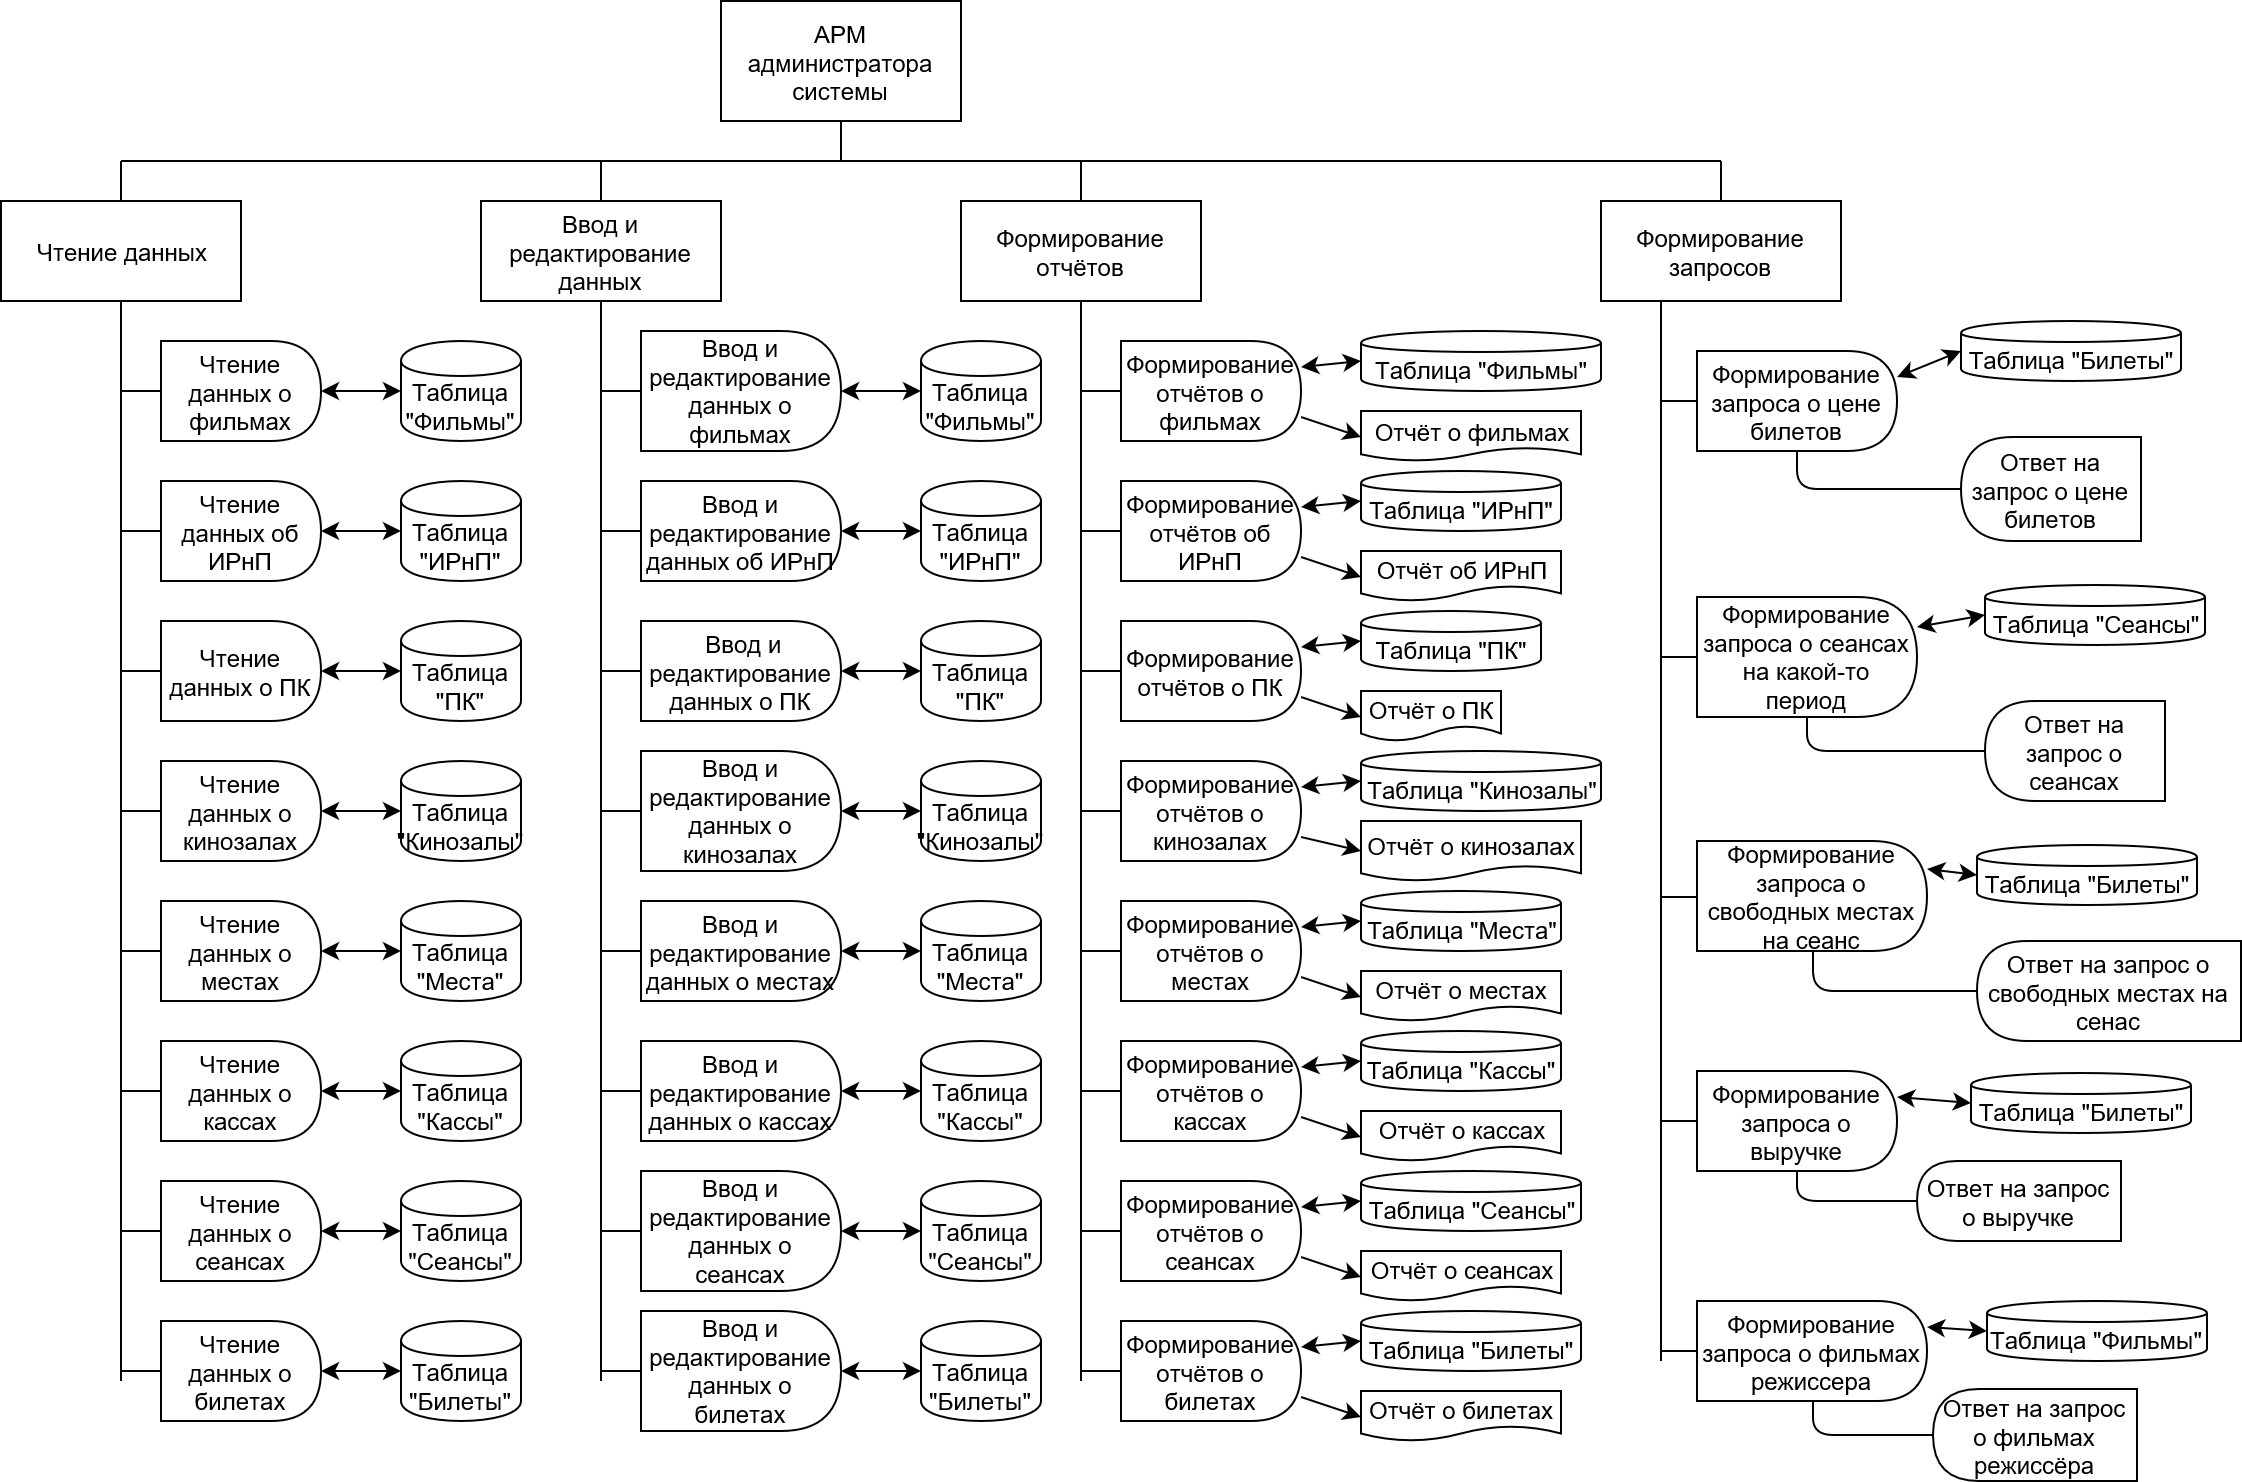 АРМ
администратора
системы
Чтение данных
Ввод и
редактирование
данных
Формирование
отчётов
Формирование
запросов
Чтение
данных о
фильмах
Таблица
"Фильмы"
Чтение
данных об
ИРнП
Таблица
"ИРнП"
Чтение
данных о ПК
Таблица
"ПК"
Чтение
данных о
кинозалах
Таблица
"Кинозалы"
Чтение
данных о
местах
Таблица
"Места"
Чтение
данных о
кассах
Таблица
"Кассы"
Чтение
данных о
сеансах
Таблица
"Сеансы"
Чтение
данных о
билетах
Таблица
"Билеты"
Ввод и
редактирование
данных о
фильмах
Таблица
"Фильмы"
Ввод и
редактирование
данных об ИРнП
Таблица
"ИРнП"
Ввод и
редактирование
данных о ПК
Таблица
"ПК"
Ввод и
редактирование
данных о
кинозалах
Таблица
"Кинозалы"
Ввод и
редактирование
данных о местах
Таблица
"Места"
Ввод и
редактирование
данных о кассах
Таблица
"Кассы"
Ввод и
редактирование
данных о
сеансах
Таблица
"Сеансы"
Ввод и
редактирование
данных о
билетах
Таблица
"Билеты"
Формирование
отчётов о
фильмах
Таблица "Фильмы"
Отчёт о фильмах
Формирование
отчётов об
ИРнП
Таблица "ИРнП"
Отчёт об ИРнП
Формирование
отчётов о ПК
Таблица "ПК"
Отчёт о ПК
Формирование
отчётов о
кинозалах
Таблица "Кинозалы"
Отчёт о кинозалах
Формирование
отчётов о
местах
Таблица "Места"
Отчёт о местах
Формирование
отчётов о
кассах
Таблица "Кассы"
Отчёт о кассах
Формирование
отчётов о
сеансах
Таблица "Сеансы"
Отчёт о сеансах
Формирование
отчётов о
билетах
Таблица "Билеты"
Отчёт о билетах
Формирование
запроса о цене
билетов
Таблица "Билеты"
Ответ на
запрос о цене
билетов
Формирование
запроса о сеансах
на какой-то
период
Таблица "Сеансы"
Ответ на
запрос о
сеансах
Формирование
запроса о
свободных местах
на сеанс
Таблица "Билеты"
Ответ на запрос о
свободных местах на
сенас
Формирование
запроса о
выручке
Таблица "Билеты"
Ответ на запрос
о выручке
Формирование
запроса о фильмах
режиссера
Таблица "Фильмы"
Ответ на запрос
о фильмах
режиссёра